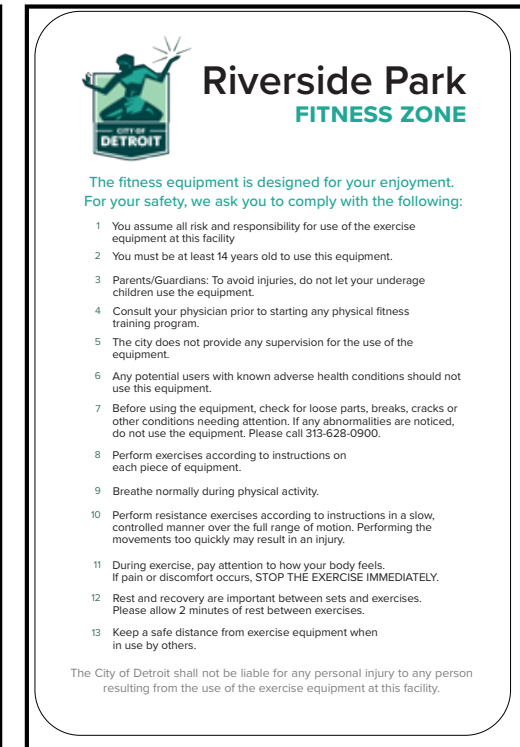 CITY OF
DETROIT
Riverside Park
FITNESS ZONE
The fitness equipment is designed for your enjoyment.
For your safety, we ask you to comply with the following:
1 You assume all risk and responsibility for use of the exercise
equipment at this facility
2 You must be at least 14 years old to use this equipment.
3 Parents/Guardians: To avoid injuries, do not let your underage
children use the equipment.
4 Consult your physician prior to starting any physical fitness
training program.
5 The city does not provide any supervision for the use of the
equipment.
6 Any potential users with known adverse health conditions should not
use this equipment.
7 Before using the equipment, check for loose parts, breaks, cracks or
other conditions needing attention. If any abnormalities are noticed,
do not use the equipment. Please call 313-628-0900.
8 Perform exercises according to instructions on
each piece of equipment.
9 Breathe normally during physical activity.
10 Perform resistance exercises according to instructions in a slow,
controlled manner over the full range of motion. Performing the
movements too quickly may result in an injury.
11 During exercise, pay attention to how your body feels.
If pain or discomfort occurs, STOP THE EXERCISE IMMEDIATELY.
12 Rest and recovery are important between sets and exercises.
Please allow 2 minutes of rest between exercises.
13 Keep a safe distance from exercise equipment when
in use by others.
The City of Detroit shall not be liable for any personal injury to any person
resulting from the use of the exercise equipment at this facility.